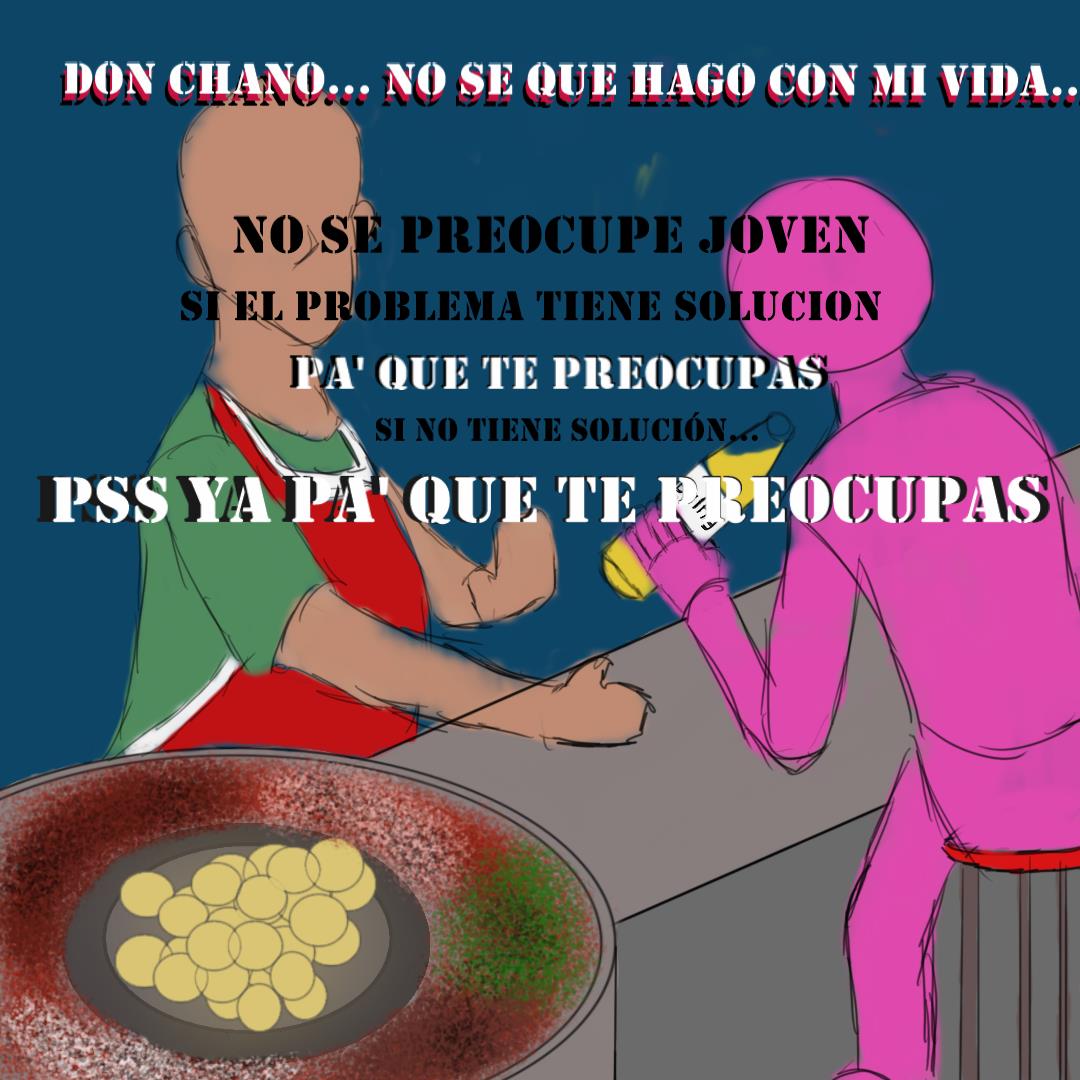 DON CHANO... NO SE QUE HAGO CON MI VIDA..
NO SE PREOCUPE JOVEN
SI EL PROBLEMA TIENE SOLUCION
PA' QUE TE PREOCUPAS
SI NO TIENE SOLUCIÓN...
PSS YA PA' QUE TE PREOCUPAS